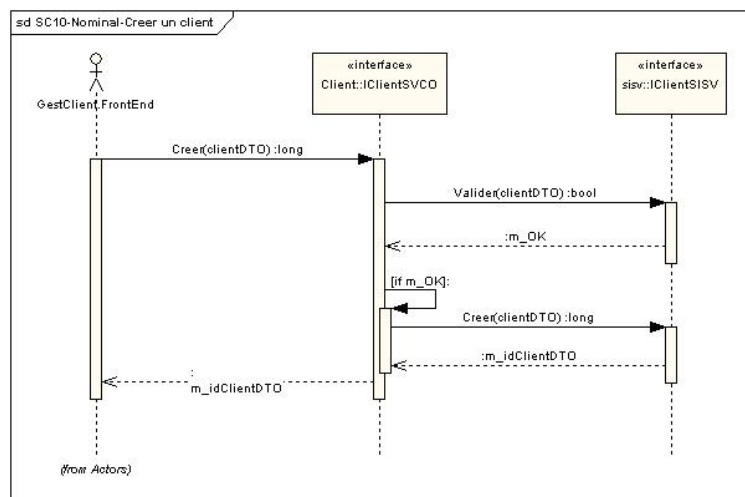 sd SC10-Nominal-Creer un client
«interface»
Client::IClientSVCO
«interface»
sisv::IClientSISV
GestClient.FrontEnd
Creer(clientDTO) :long
Valider(clientDTO) :bool
:m_OK
[if m_OK]:
Creer(clientDTO) :long
:m_idClientDTO
:
m_idClientDTO
(from Actors)